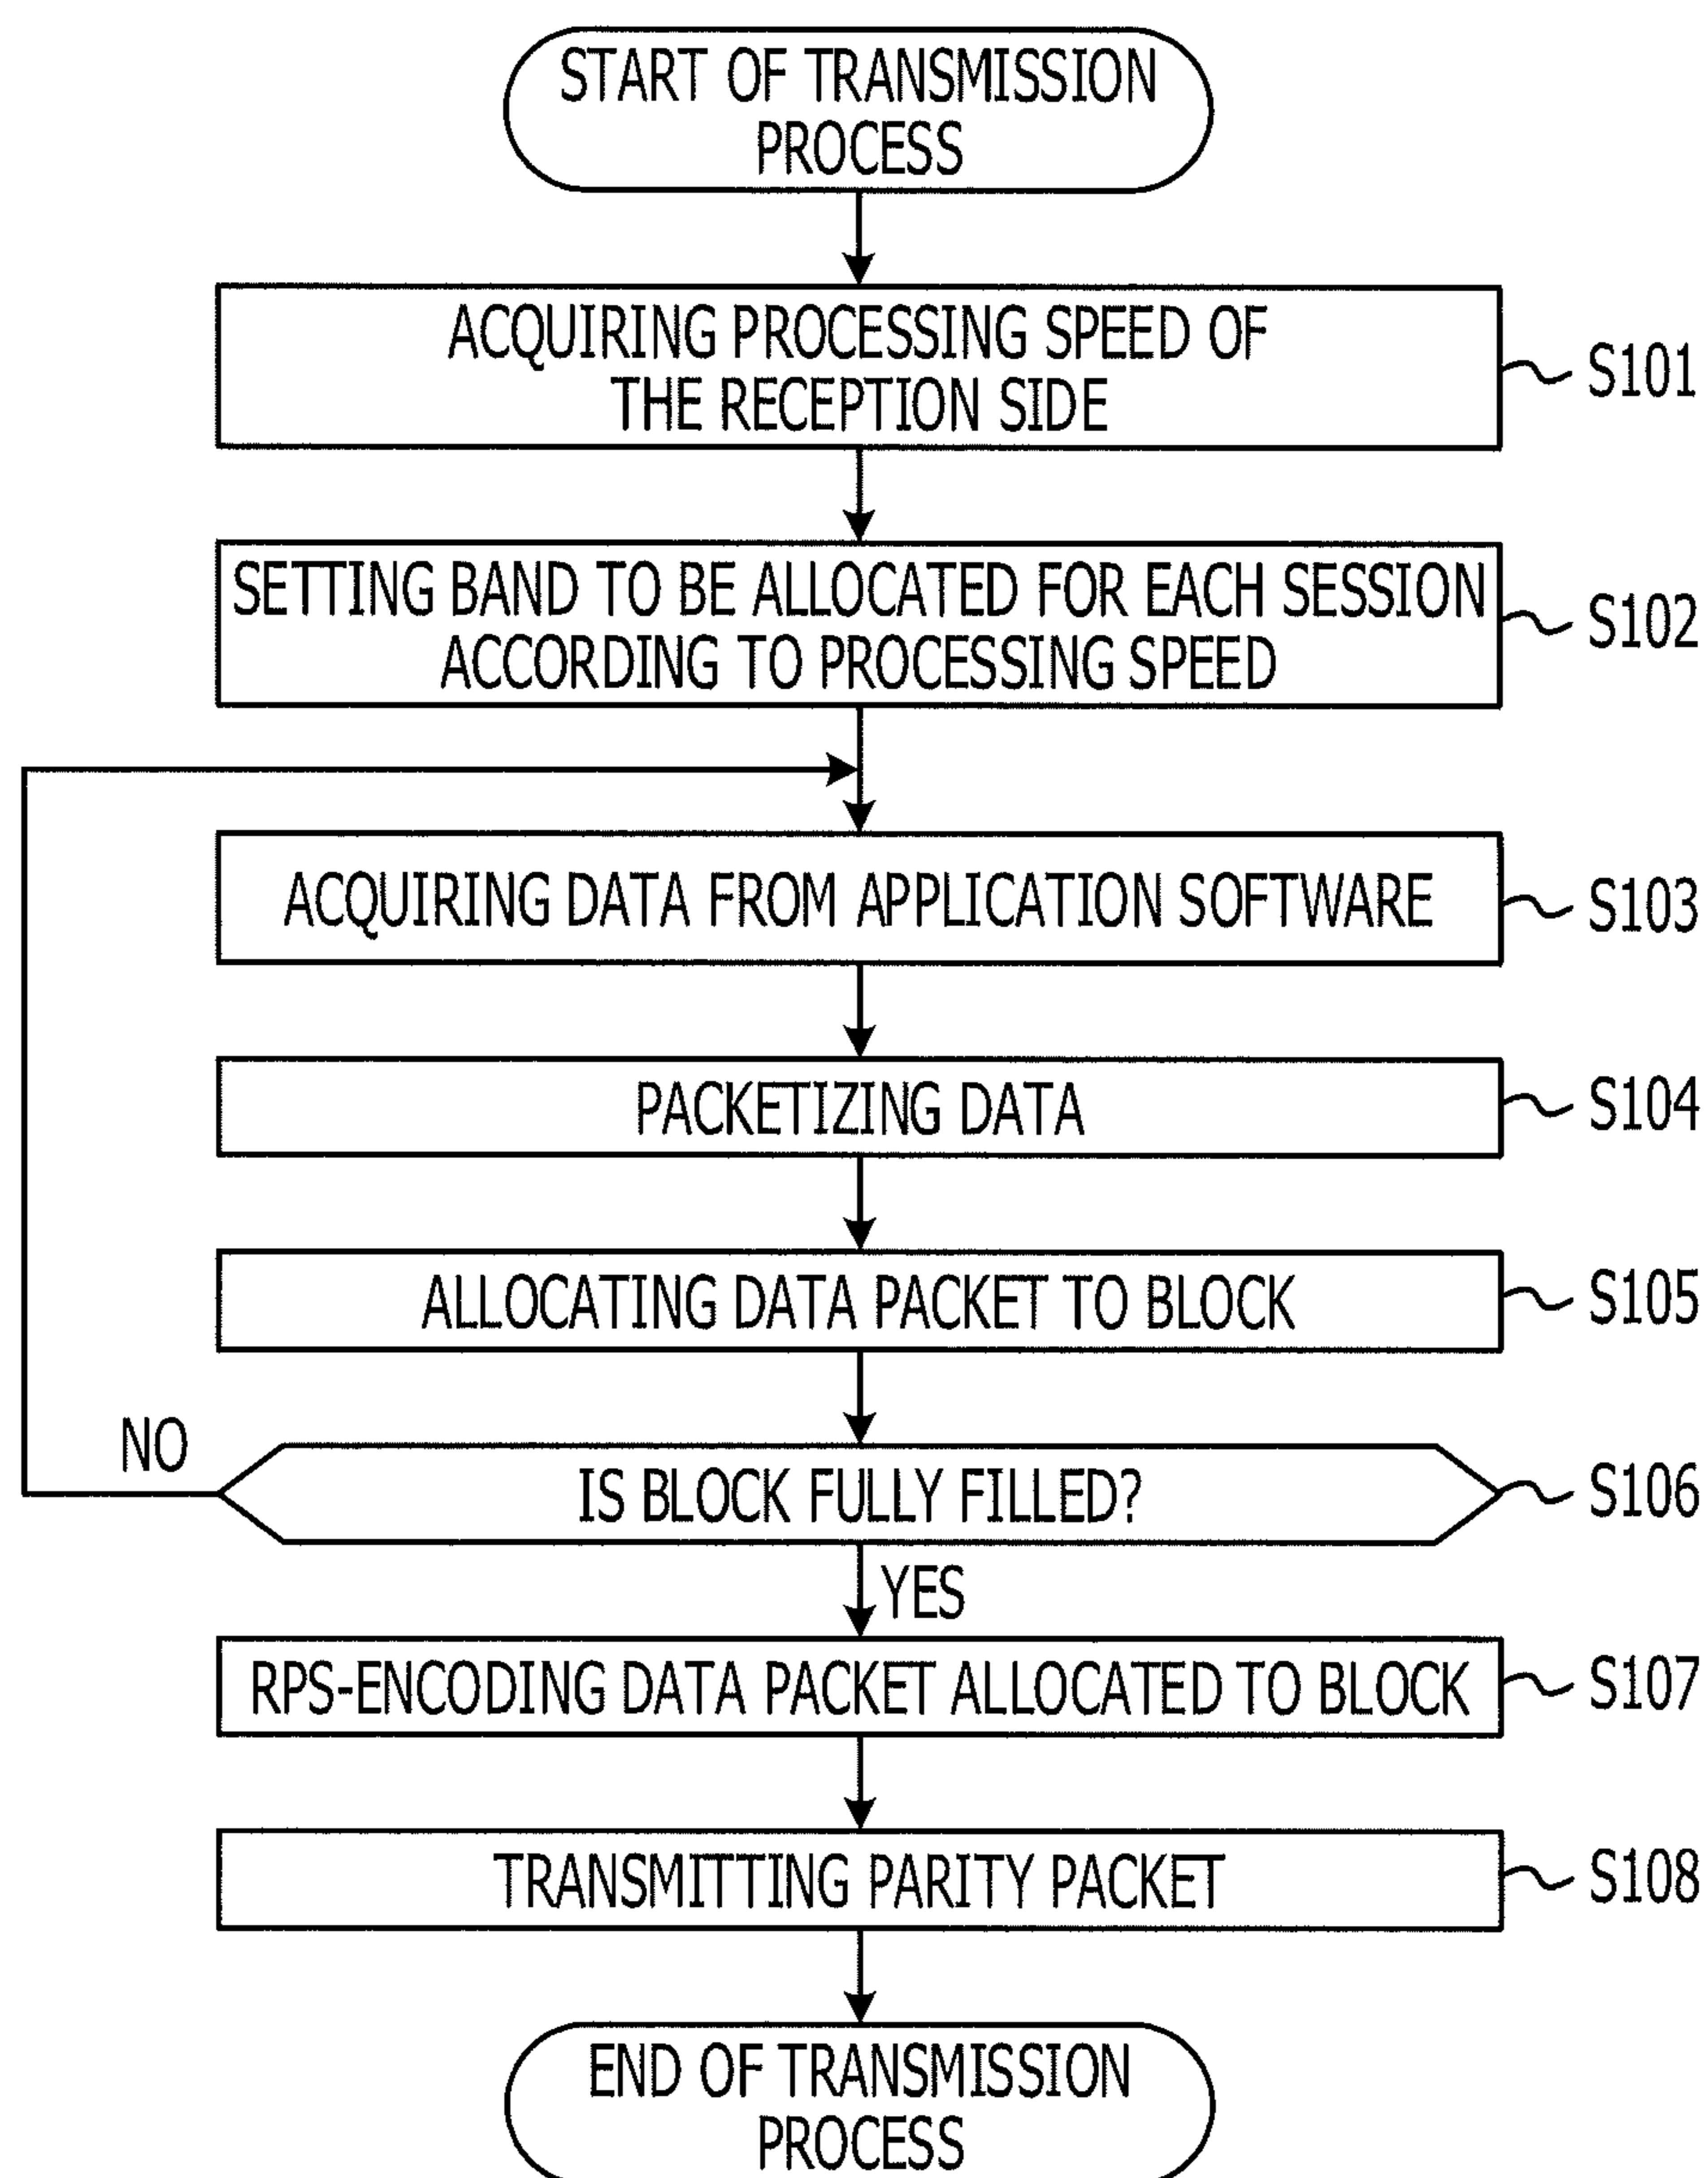 START OF TRANSMISSION
PROCESS
ACQUIRING PROCESSING SPEED OF
THE RECEPTION SIDE
S101
SETTING BAND TO BE ALLOCATED FOR EACH SESSION
ACCORDING TO PROCESSING SPEED
S102
ACQUIRING DATA FROM APPLICATION SOFTWARE
S103
PACKETIZING DATA
S104
ALLOCATING DATA PACKET TO BLOCK
S105
NO
IS BLOCK FULLY FILLED?
S106
YES
RPS-ENCODING DATA PACKET ALLOCATED TO BLOCK
S107
TRANSMITTING PARITY PACKET
S108
END OF TRANSMISSION
PROCESS